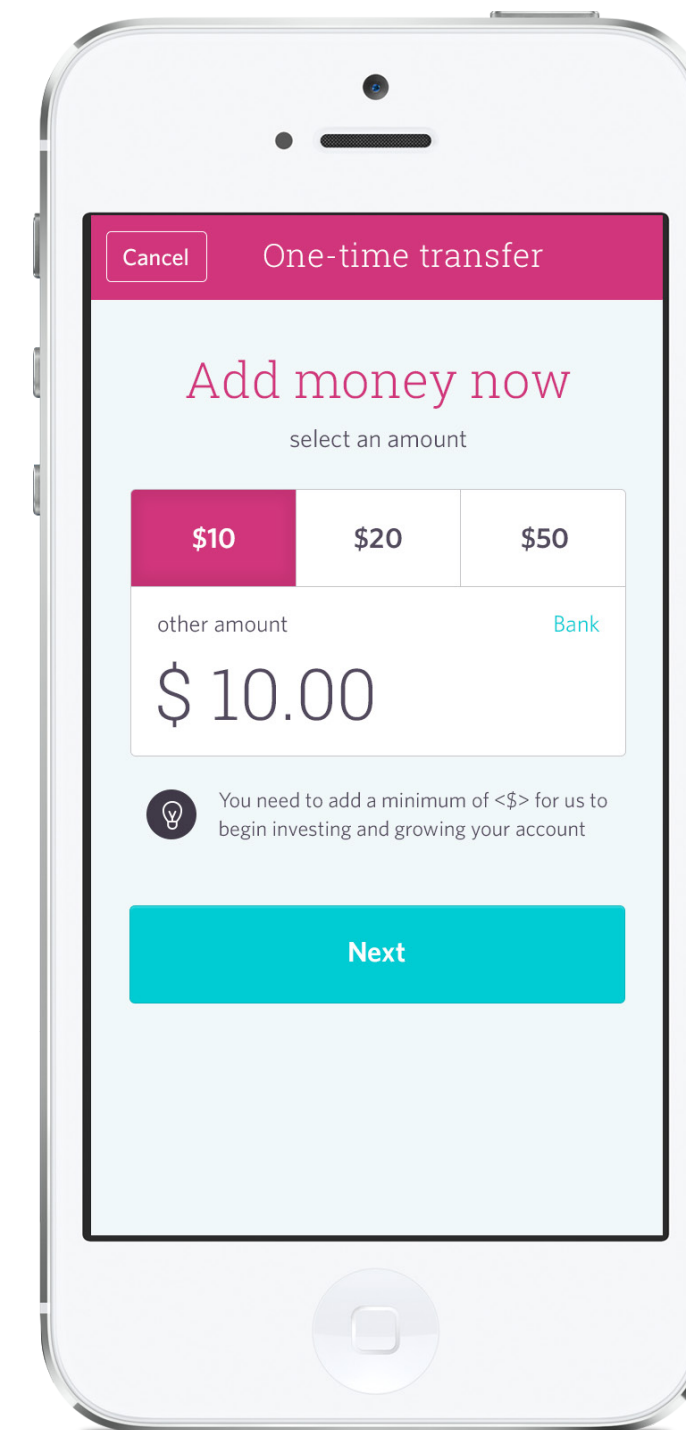 Cancel One-time transfer
Add money now
select an amount
$10 $20 $50
other amount Bank
$ 10.00
You need to add a minimum of <$> for us to
begin investing and growing your account
Next